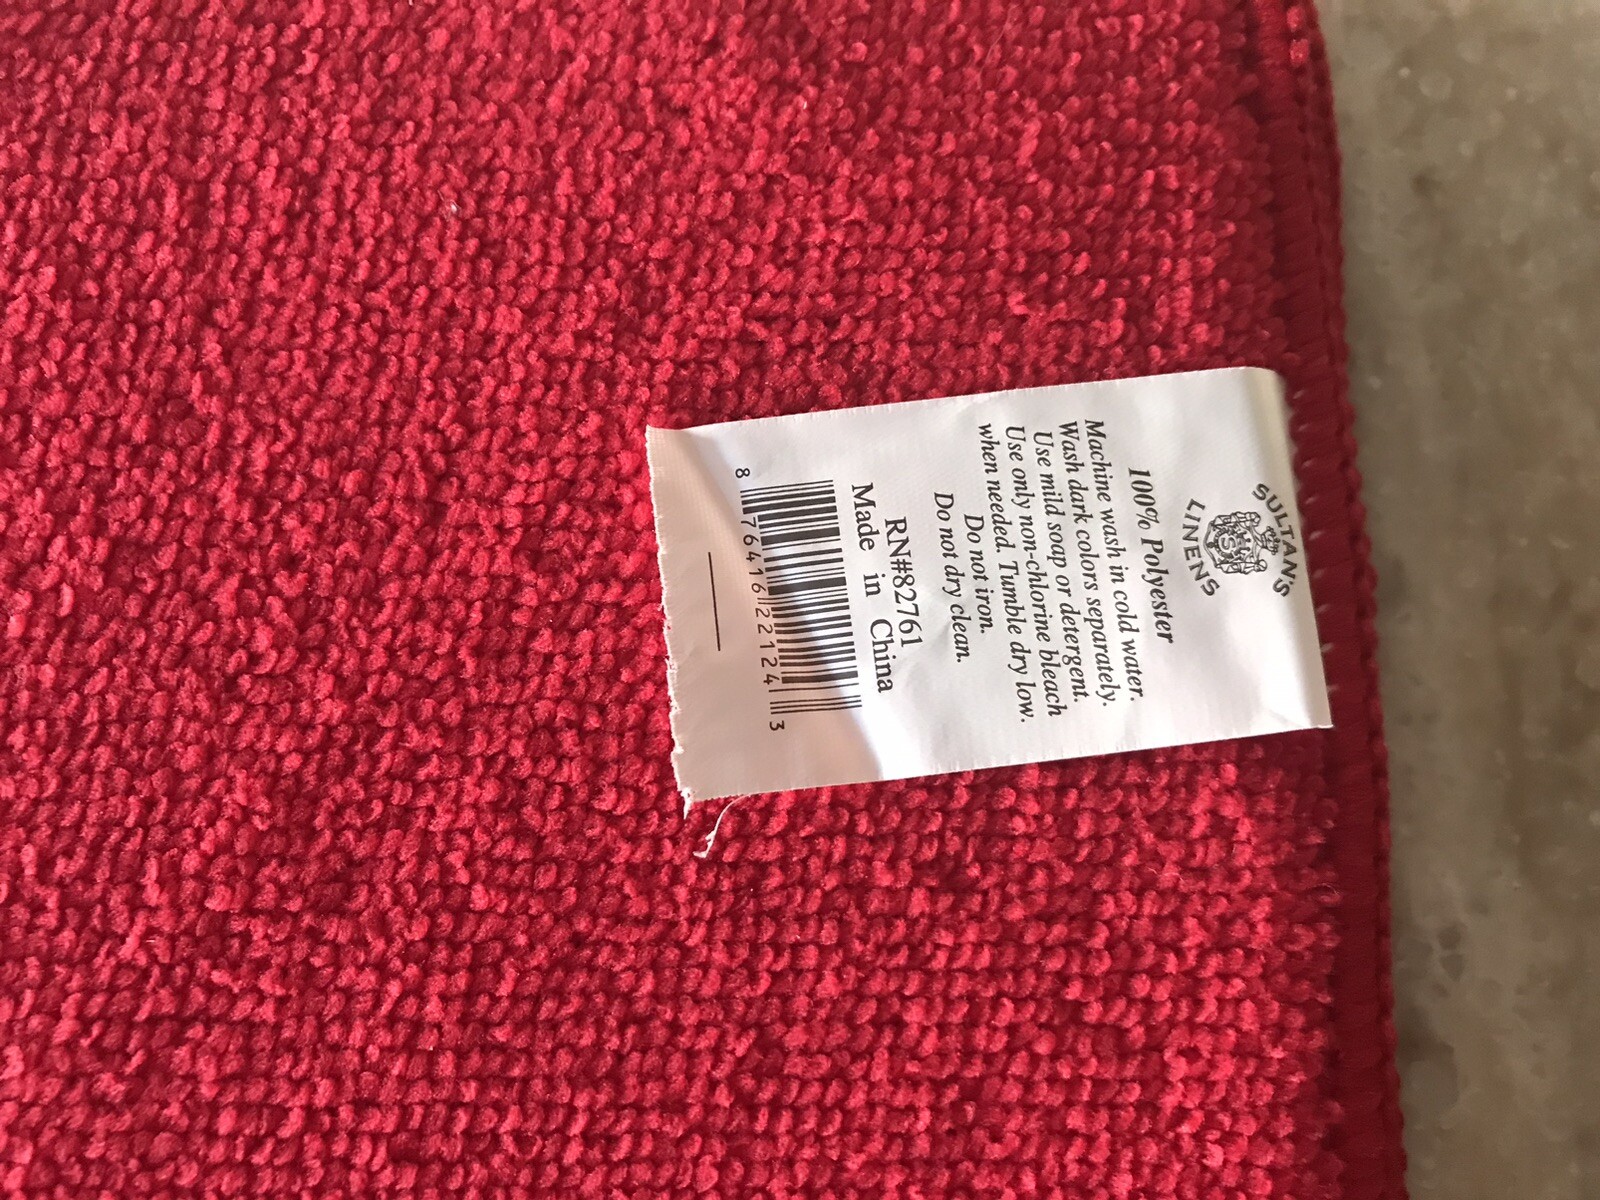 SULTAN'S
S
LINENS
100% Polyester
Machine wash in cold water.
Wash dark colors separately.
Use mild soap or detergent.
Use only non-chlorine bleach
when needed. Tumble dry low.
Do not iron.
Do not dry clean.
RN#82761
Made in China
8 76416 22124 3